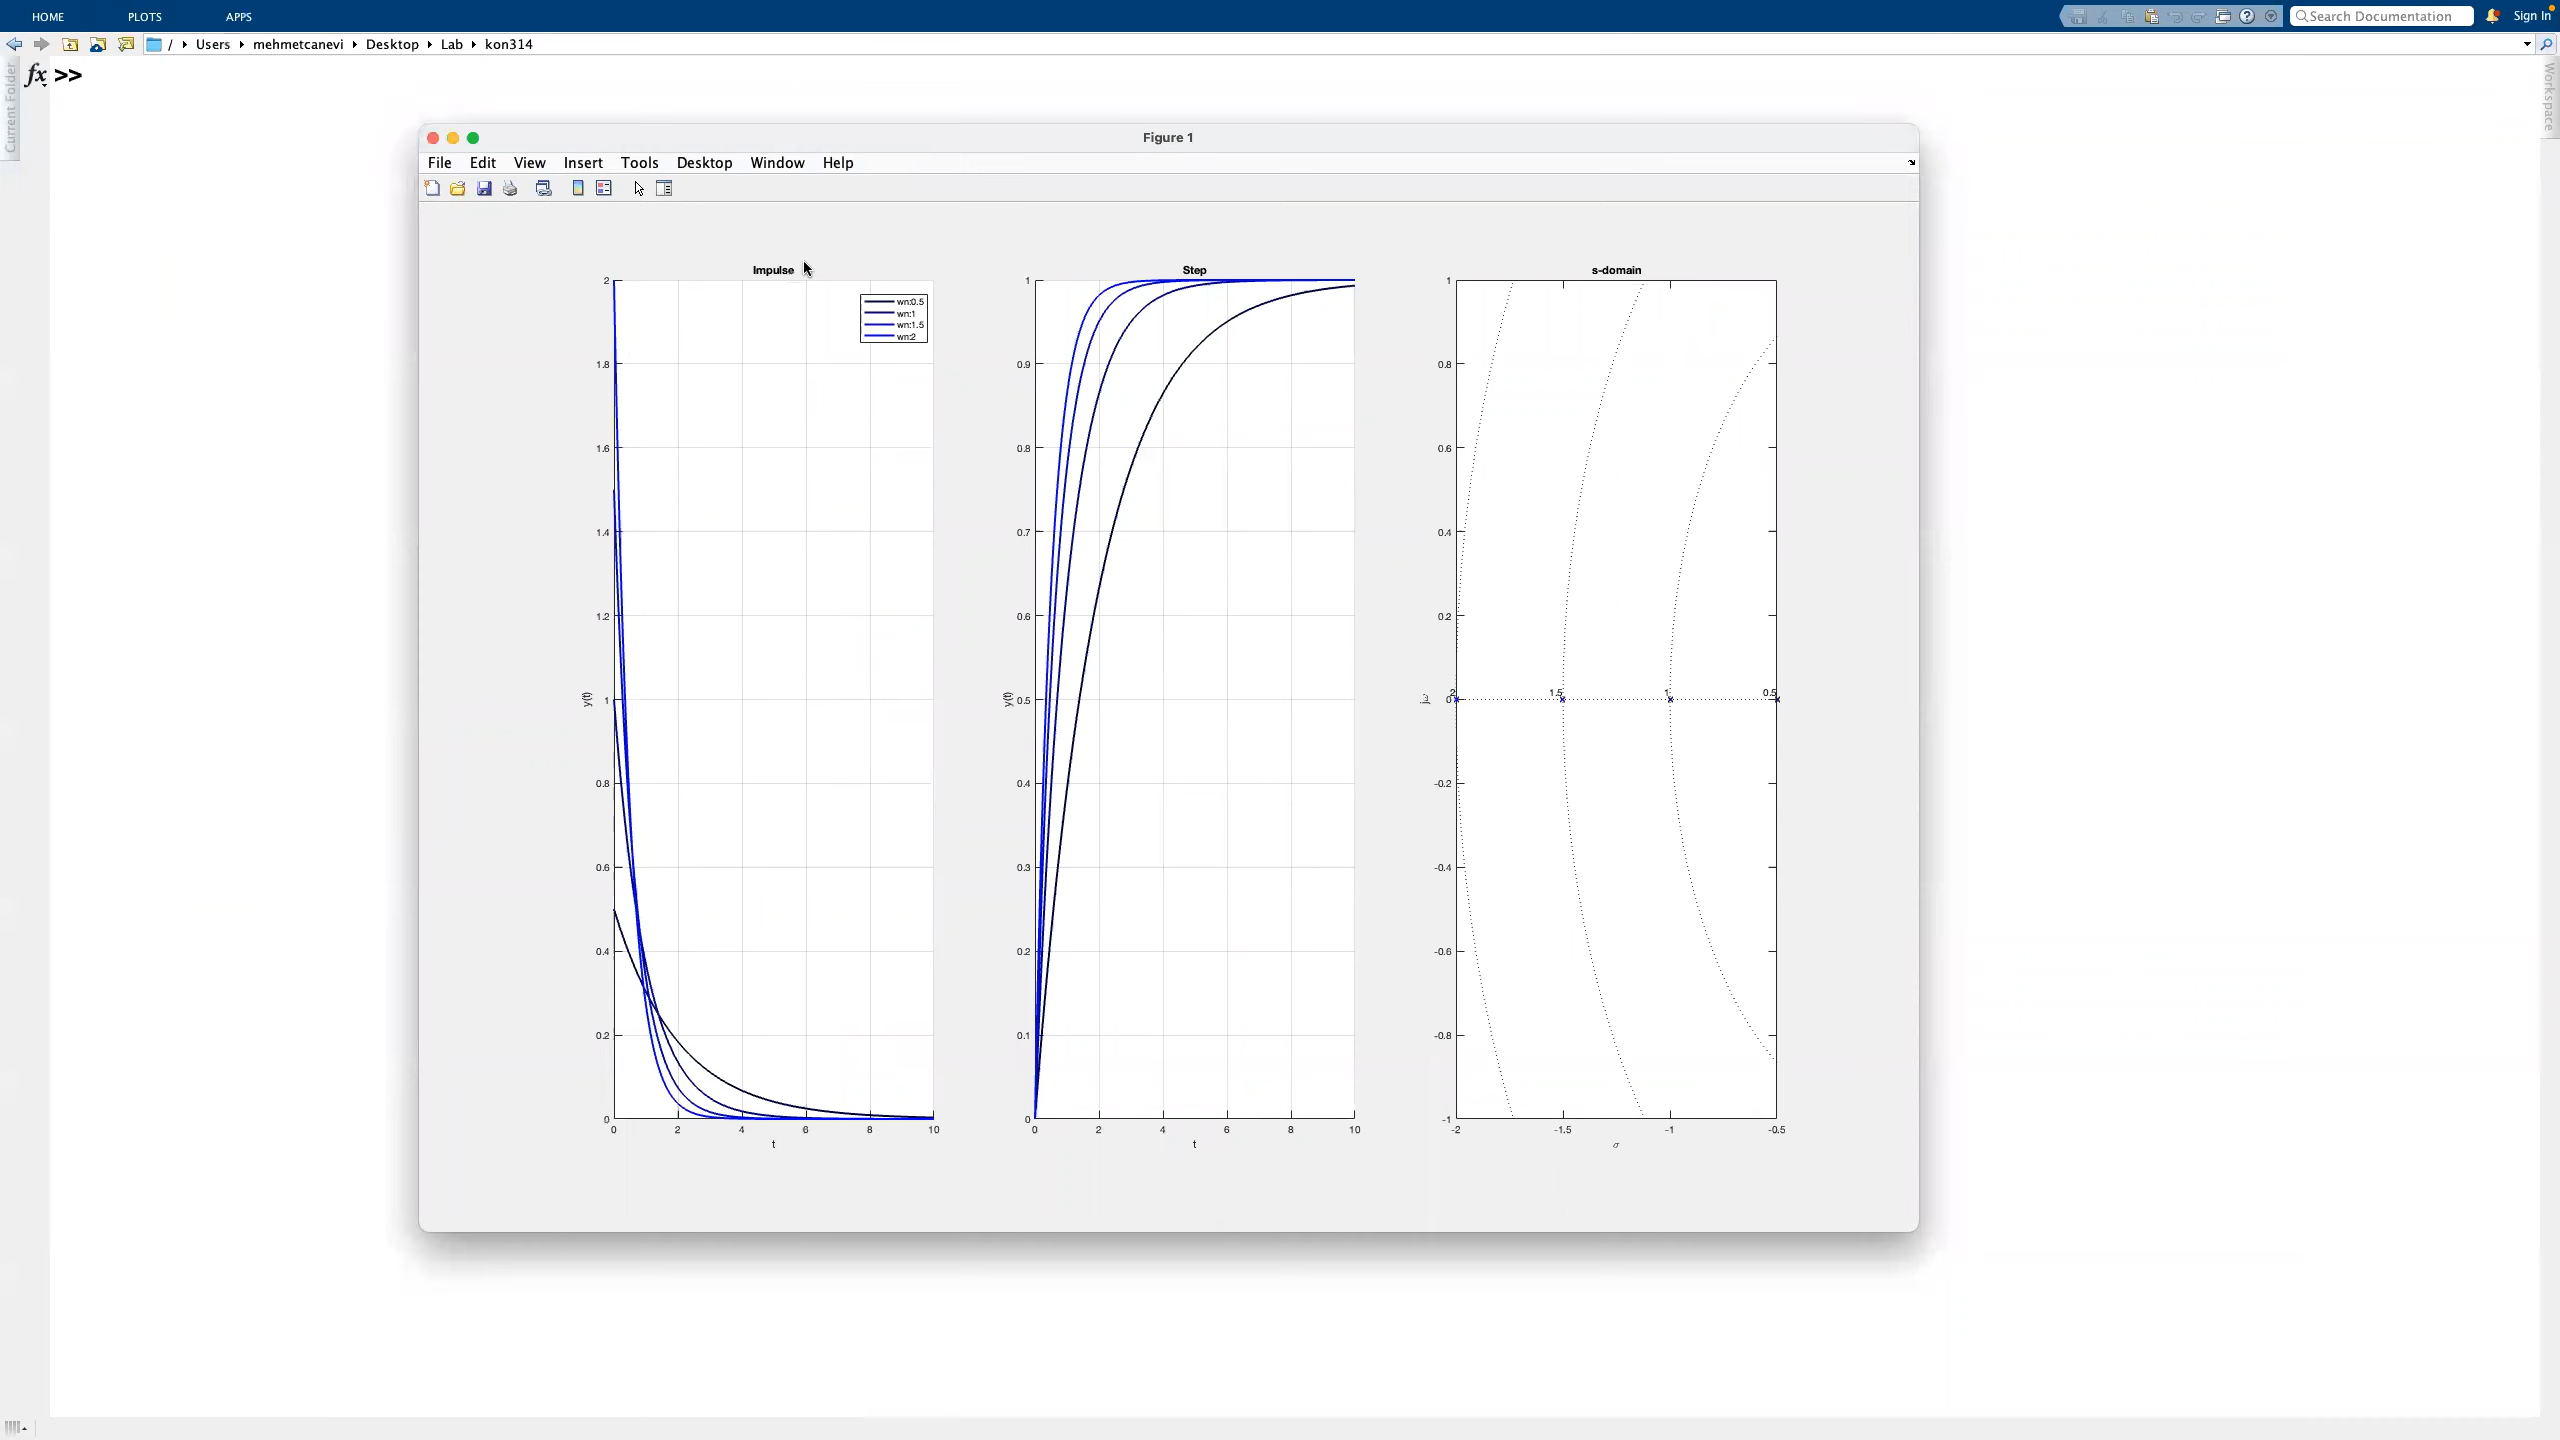 HOME PLOTS APPS
Search Documentation
Sign In
/ Users mehmetcanevi Desktop Lab kon314
Current Folder
fx >>
Workspace
Figure 1
File Edit View Insert Tools Desktop Window Help
Impulse
wn:0.5
wn:1
wn:1.5
wn:2
2
1.8
1.6
1.4
1.2
1
0.8
0.6
0.4
0.2
0
y(t)
0 2 4 6 8 10
t
Step
1
0.9
0.8
0.7
0.6
0.5
0.4
0.3
0.2
0.1
0
y(t)
0 2 4 6 8 10
t
s-domain
1
0.8
0.6
0.4
0.2
0
-0.2
-0.4
-0.6
-0.8
-1
jω
2 1.5 1 0.5
-2 -1.5 -1 -0.5
σ